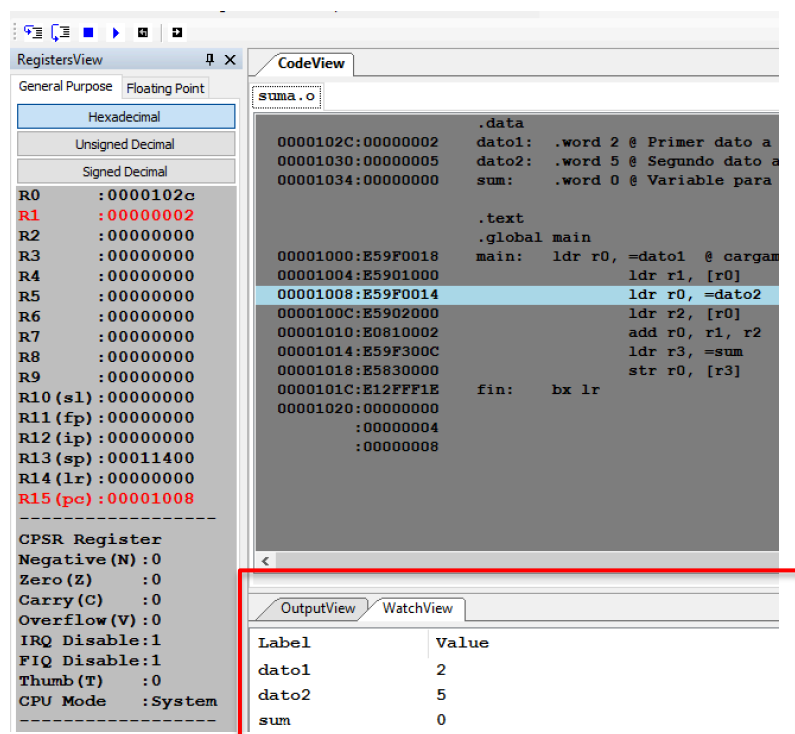 RegistersView
General Purpose Floating Point
Hexadecimal
Unsigned Decimal
Signed Decimal
R0      :0000102c
R1      :00000002
R2      :00000000
R3      :00000000
R4      :00000000
R5      :00000000
R6      :00000000
R7      :00000000
R8      :00000000
R9      :00000000
R10(sl):00000000
R11(fp):00000000
R12(ip):00000000
R13(sp):00011400
R14(lr):00000000
R15(pc):00001008
-------------------
CPSR Register
Negative(N):0
Zero(Z)    :0
Carry(C)   :0
Overflow(V):0
IRQ Disable:1
FIQ Disable:1
Thumb(T)   :0
CPU Mode   :System
-------------------
CodeView
suma.o
.data
0000102C:00000002 dato1: .word 2 @ Primer dato a
00001030:00000005 dato2: .word 5 @ Segundo dato a
00001034:00000000 sum: .word 0 @ Variable para
.text
.global main
00001000:E59F0018 main: ldr r0, =dato1 @ cargam
00001004:E5901000 ldr r1, [r0]
00001008:E59F0014 ldr r0, =dato2
0000100C:E5902000 ldr r2, [r0]
00001010:E0810002 add r0, r1, r2
00001014:E59F300C ldr r3, =sum
00001018:E5830000 str r0, [r3]
0000101C:E12FFF1E fin: bx lr
00001020:00000000
:00000004
:00000008
OutputView WatchView
Label Value
dato1 2
dato2 5
sum 0